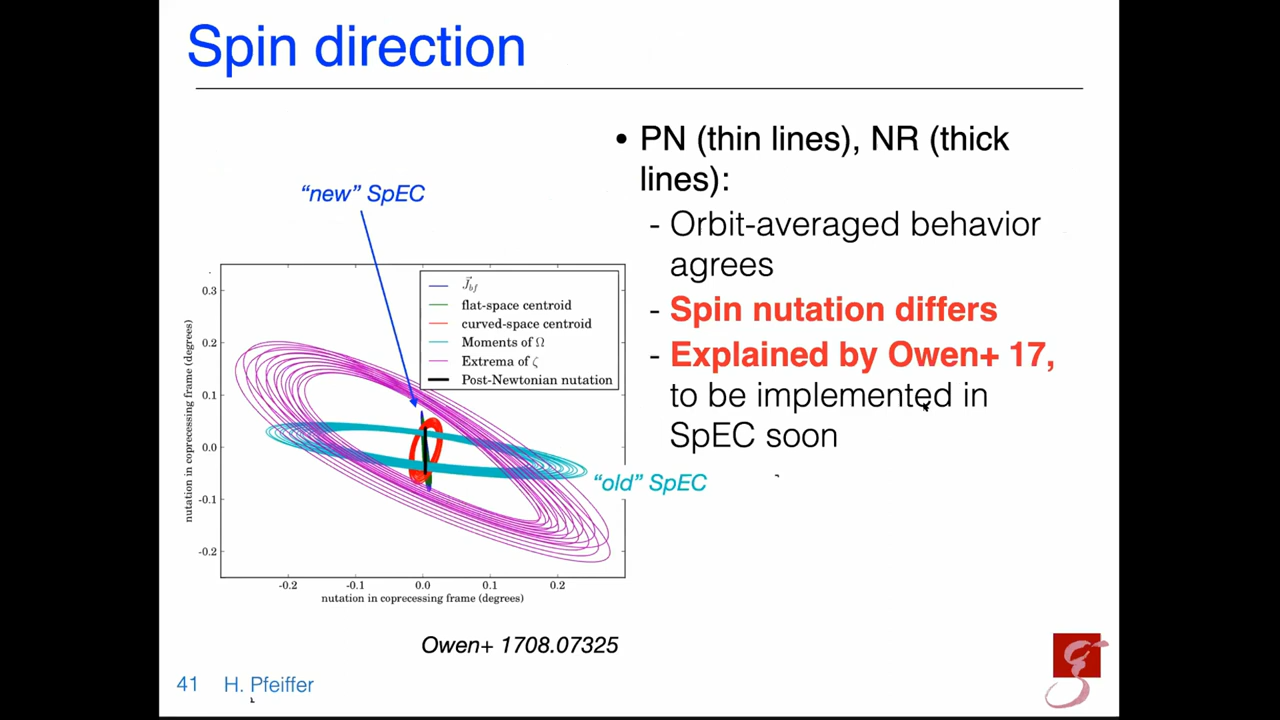 Spin direction
• PN (thin lines), NR (thick
lines):
- Orbit-averaged behavior
agrees
- Spin nutation differs
- Explained by Owen+ 17,
to be implemented in
SpEC soon
“new” SpEC
“old” SpEC
J⃗bf
flat-space centroid
curved-space centroid
Moments of Ω
Extrema of ζ
Post-Newtonian nutation
nutation in coprecessing frame (degrees)
0.3
0.2
0.1
0.0
-0.1
-0.2
-0.2 -0.1 0.0 0.1 0.2
nutation in coprecessing frame (degrees)
Owen+ 1708.07325
41 H. Pfeiffer